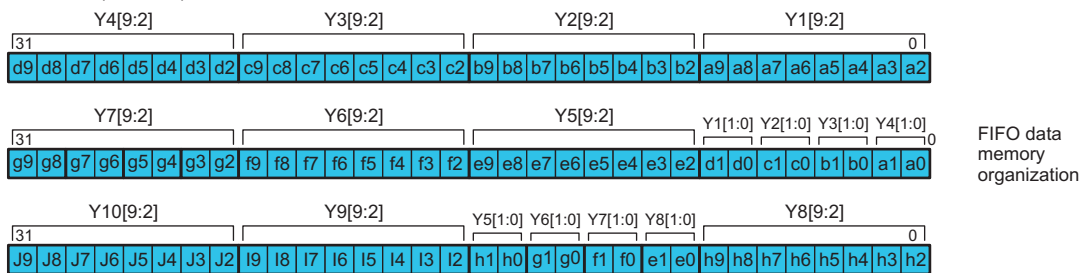 Y4[9:2] Y3[9:2] Y2[9:2] Y1[9:2]
31 0
d9 d8 d7 d6 d5 d4 d3 d2 c9 c8 c7 c6 c5 c4 c3 c2 b9 b8 b7 b6 b5 b4 b3 b2 a9 a8 a7 a6 a5 a4 a3 a2
Y7[9:2] Y6[9:2] Y5[9:2] Y1[1:0] Y2[1:0] Y3[1:0] Y4[1:0]
31 0
g9 g8 g7 g6 g5 g4 g3 g2 f9 f8 f7 f6 f5 f4 f3 f2 e9 e8 e7 e6 e5 e4 e3 e2 d1 d0 c1 c0 b1 b0 a1 a0
FIFO data
memory
organization
Y10[9:2] Y9[9:2] Y5[1:0] Y6[1:0] Y7[1:0] Y8[1:0] Y8[9:2]
31 0
J9 J8 J7 J6 J5 J4 J3 J2 I9 I8 I7 I6 I5 I4 I3 I2 h1 h0 g1 g0 f1 f0 e1 e0 h9 h8 h7 h6 h5 h4 h3 h2